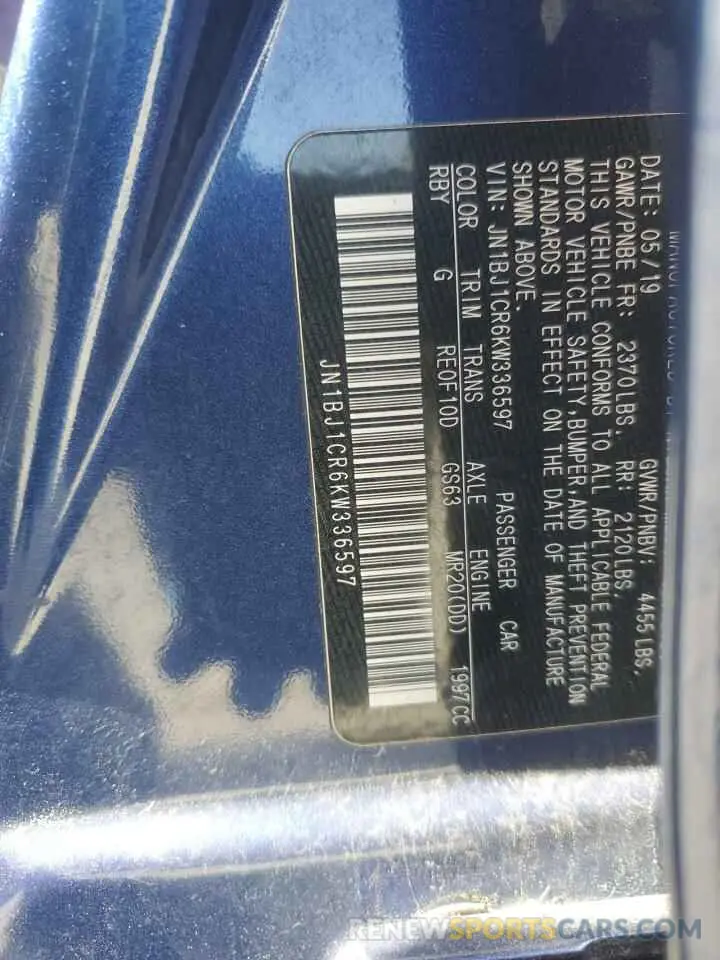 DATE: 05/19
GVWR/PNBV: 4455 LBS.
GAWR/PNBE FR: 2370LBS. RR: 2120LBS.
THIS VEHICLE CONFORMS TO ALL APPLICABLE FEDERAL
MOTOR VEHICLE SAFETY,BUMPER,AND THEFT PREVENTION
STANDARDS IN EFFECT ON THE DATE OF MANUFACTURE
SHOWN ABOVE.
VIN: JN1BJ1CR6KW336597 PASSENGER CAR
COLOR TRIM TRANS AXLE ENGINE
RBY G RE0F10D GS63 MR20(DD) 1997CC
JN1BJ1CR6KW336597
RENEWSPORTSCARS.COM